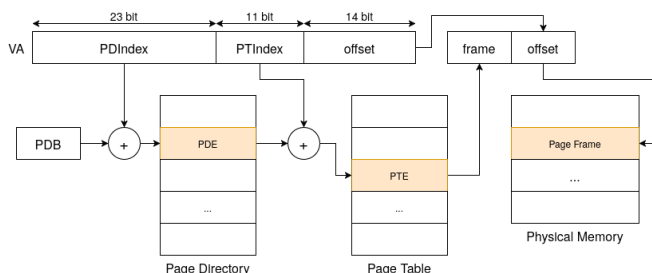 23 bit 11 bit 14 bit
VA PDIndex PTIndex offset frame offset
PDB + PDE + Page Frame
PTE ...
... ...
Page Directory Page Table Physical Memory